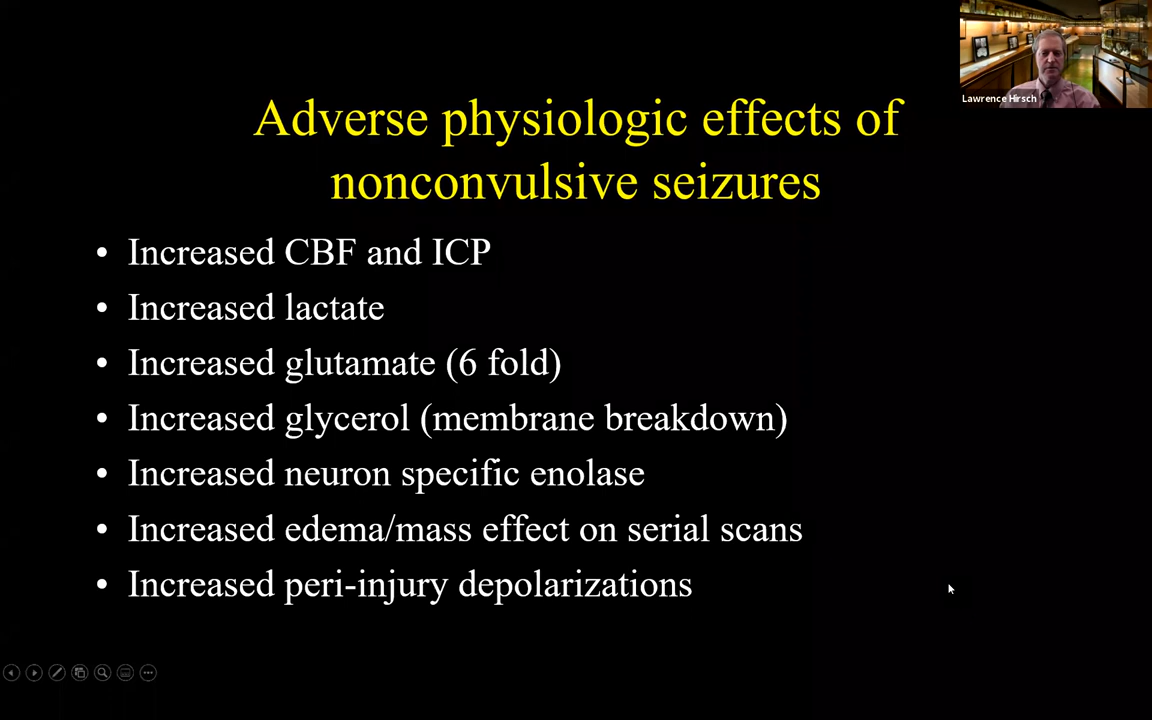 Lawrence Hirsch
Adverse physiologic effects of
nonconvulsive seizures
• Increased CBF and ICP
• Increased lactate
• Increased glutamate (6 fold)
• Increased glycerol (membrane breakdown)
• Increased neuron specific enolase
• Increased edema/mass effect on serial scans
• Increased peri-injury depolarizations